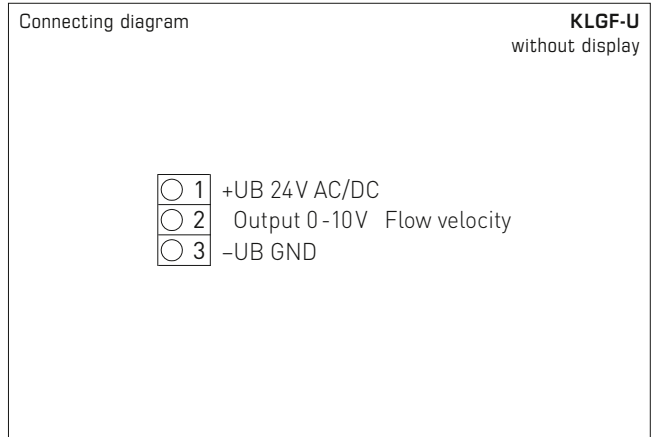 Connecting diagram
KLGF-U
without display
1 +UB 24V AC/DC
2 Output 0-10V Flow velocity
3 –UB GND